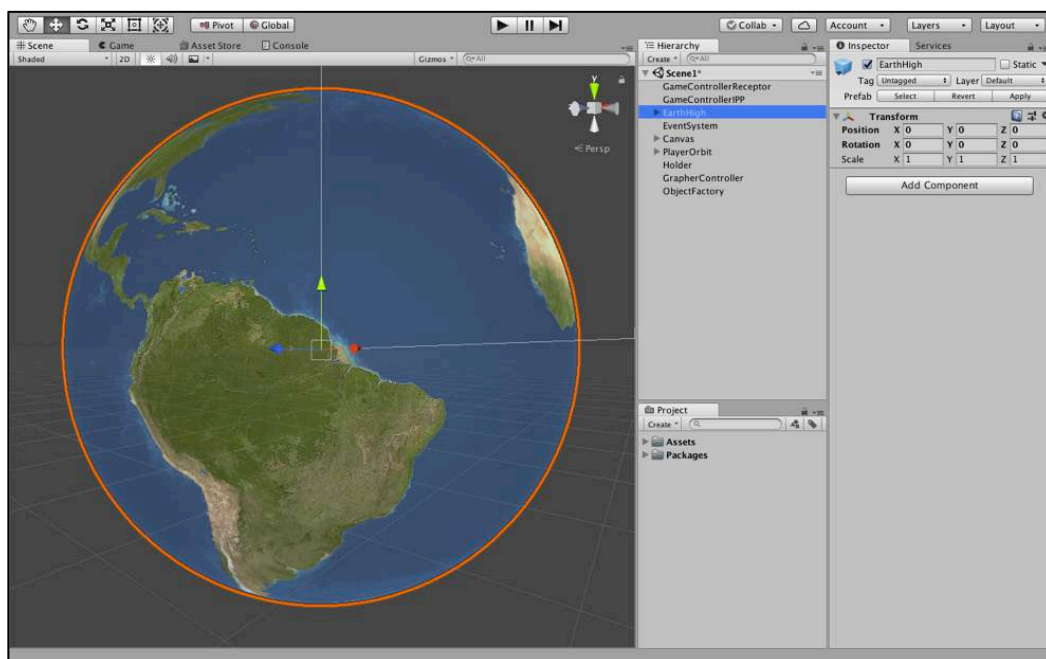 Pivot Global Collab Account Layers Layout
Scene Game Asset Store Console
Shaded 2D Gizmos All
y
Persp
Hierarchy
Create All
Scene1*
GameControllerReceptor
GameControllerIPP
EarthHigh
EventSystem
Canvas
PlayerOrbit
Holder
GrapherController
ObjectFactory
Project
Create
Assets
Packages
Inspector Services
EarthHigh Static
Tag Untagged Layer Default
Prefab Select Revert Apply
Transform
Position X 0 Y 0 Z 0
Rotation X 0 Y 0 Z 0
Scale X 1 Y 1 Z 1
Add Component